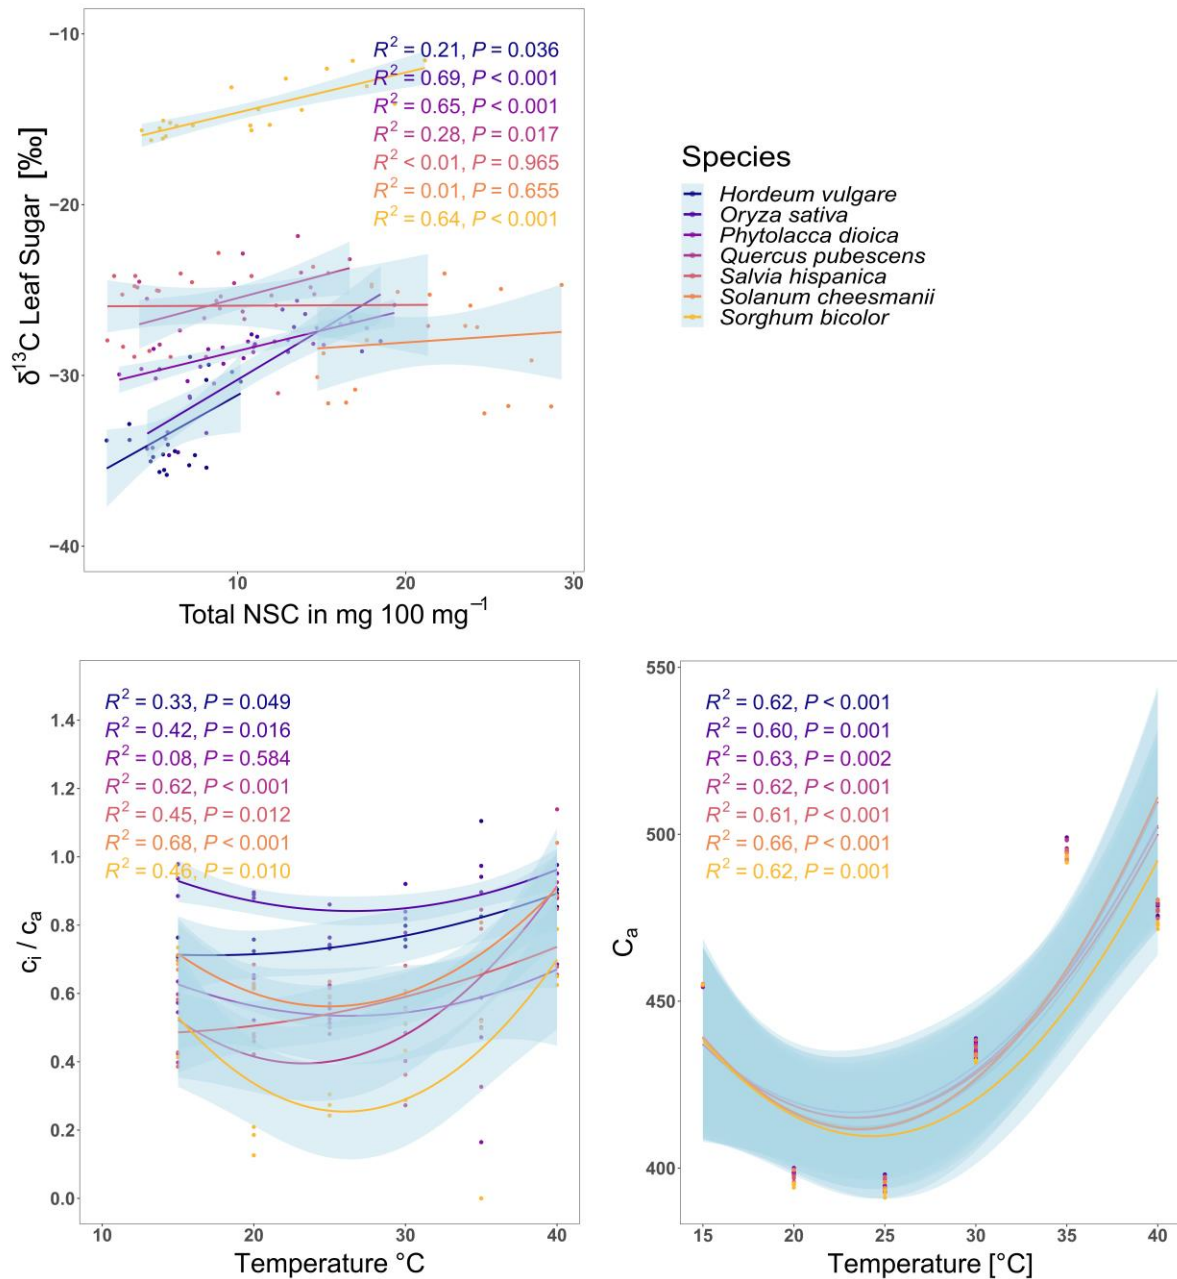 −10
−20
−30
−40
δ¹³C Leaf Sugar [‰]
R² = 0.21, P = 0.036
R² = 0.69, P < 0.001
R² = 0.65, P < 0.001
R² = 0.28, P = 0.017
R² < 0.01, P = 0.965
R² = 0.01, P = 0.655
R² = 0.64, P < 0.001
10 20 30
Total NSC in mg 100 mg⁻¹
Species
Hordeum vulgare
Oryza sativa
Phytolacca dioica
Quercus pubescens
Salvia hispanica
Solanum cheesmanii
Sorghum bicolor
1.4
1.2
1.0
0.8
0.6
0.4
0.2
0.0
cᵢ / cₐ
R² = 0.33, P = 0.049
R² = 0.42, P = 0.016
R² = 0.08, P = 0.584
R² = 0.62, P < 0.001
R² = 0.45, P = 0.012
R² = 0.68, P < 0.001
R² = 0.46, P = 0.010
10 20 30 40
Temperature °C
550
500
450
400
Cₐ
R² = 0.62, P < 0.001
R² = 0.60, P = 0.001
R² = 0.63, P = 0.002
R² = 0.62, P < 0.001
R² = 0.61, P < 0.001
R² = 0.66, P < 0.001
R² = 0.62, P = 0.001
15 20 25 30 35 40
Temperature [°C]